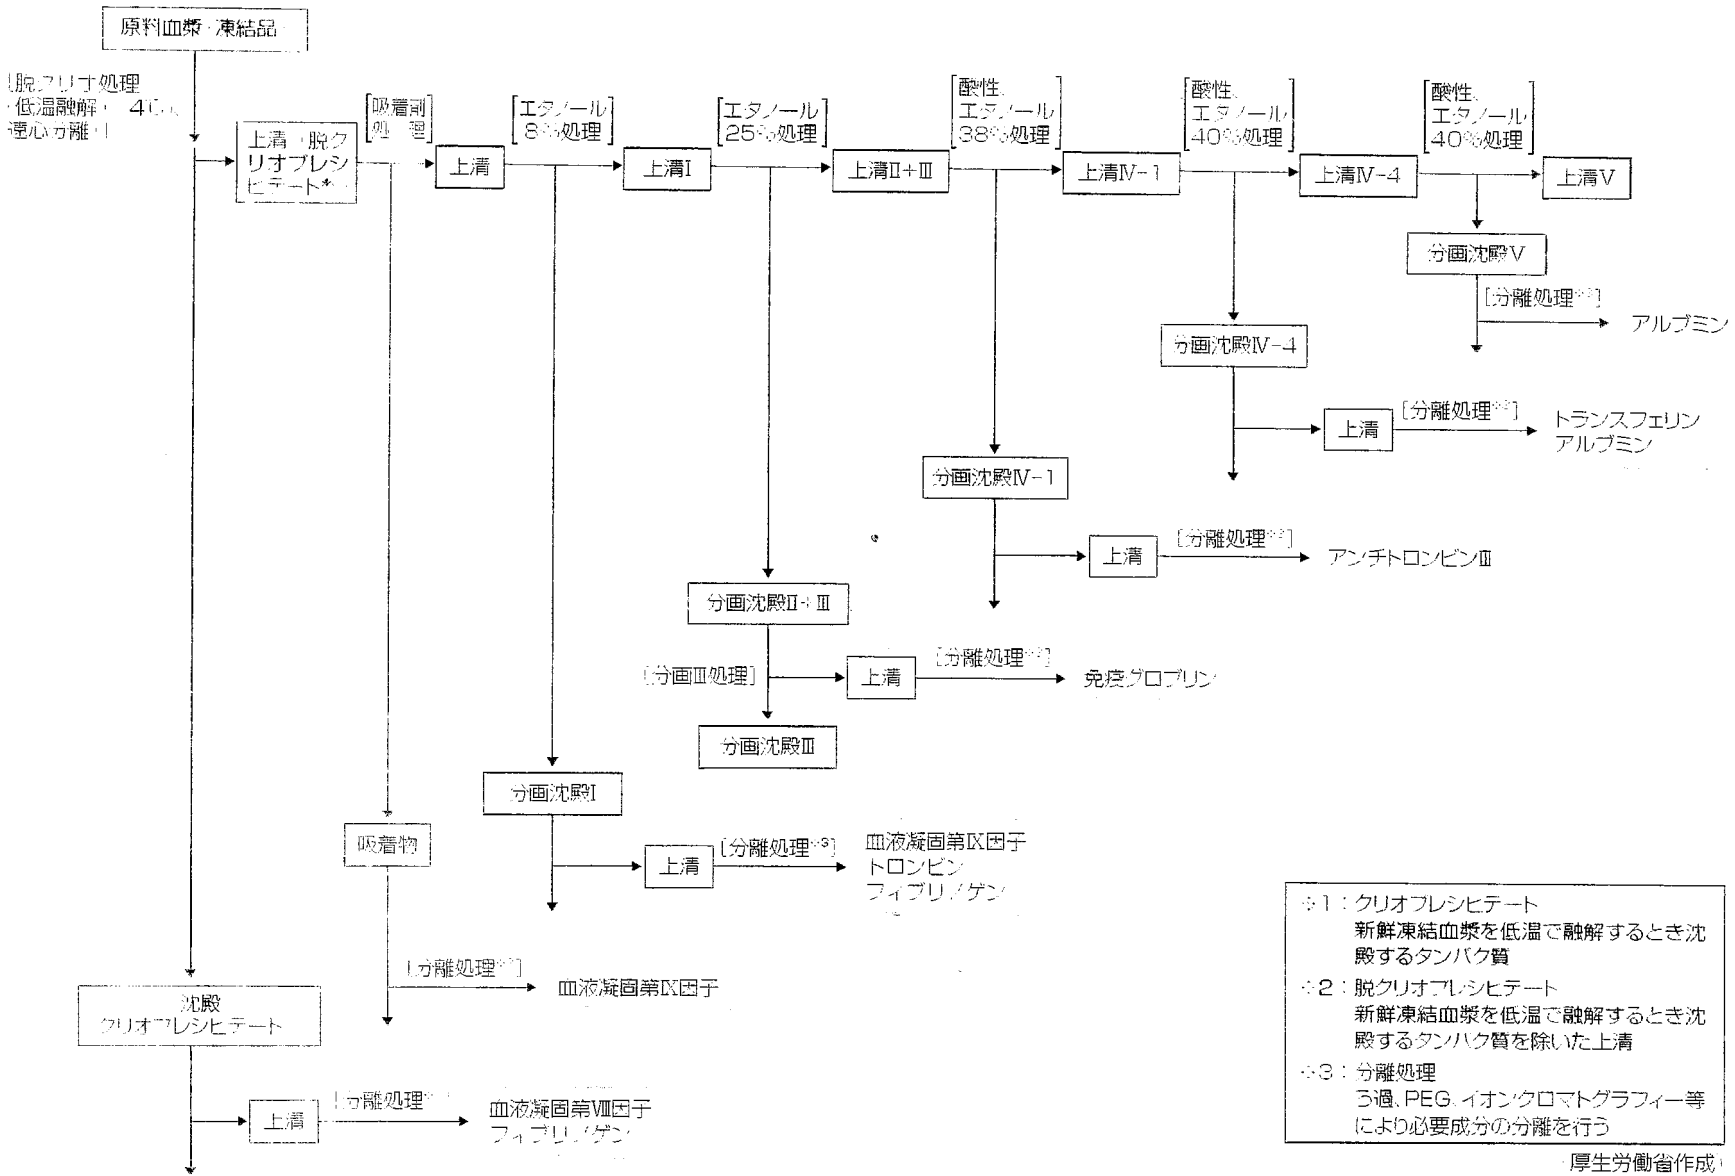 原料血漿・凍結品
脱クリオ処理
・低温融解
遠心分離
上清
脱ク
リオプレシ
ピテート
[吸着剤
処理]
上清
[エタノール
8%処理]
上清Ⅰ
[エタノール
25%処理]
上清Ⅱ+Ⅲ
[酸性、
エタノール
38%処理]
上清Ⅳ-1
[酸性、
エタノール
40%処理]
上清Ⅳ-4
[酸性、
エタノール
40%処理]
上清Ⅴ
分画沈殿Ⅴ
[分離処理]
アルブミン
分画沈殿Ⅳ-4
上清
[分離処理]
トランスフェリン
アルブミン
分画沈殿Ⅳ-1
上清
[分離処理]
アンチトロンビンⅢ
分画沈殿Ⅱ+Ⅲ
[分画Ⅲ処理]
上清
[分離処理]
免疫グロブリン
分画沈殿Ⅲ
分画沈殿Ⅰ
上清
[分離処理※3]
血液凝固第Ⅸ因子
トロンビン
フィブリノゲン
吸着物
[分離処理]
血液凝固第Ⅸ因子
沈殿
クリオプレシピテート
上清
[分離処理
血液凝固第Ⅷ因子
フィブリノゲン
※1：クリオプレシピテート
新鮮凍結血漿を低温で融解するとき沈
殿するタンパク質
※2：脱クリオプレシピテート
新鮮凍結血漿を低温で融解するとき沈
殿するタンパク質を除いた上清
※3：分離処理
ろ過、PEG、イオンクロマトグラフィー等
により必要成分の分離を行う
厚生労働省作成)